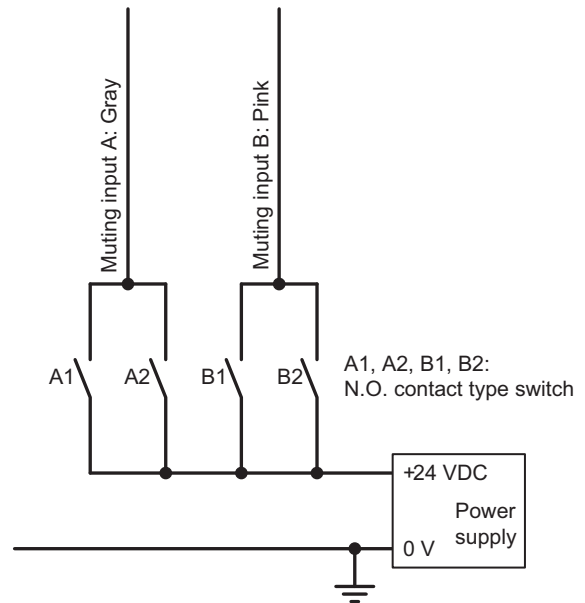 Muting input A: Gray
Muting input B: Pink
A1
A2
B1
B2
A1, A2, B1, B2:
N.O. contact type switch
+24 VDC
Power
supply
0 V